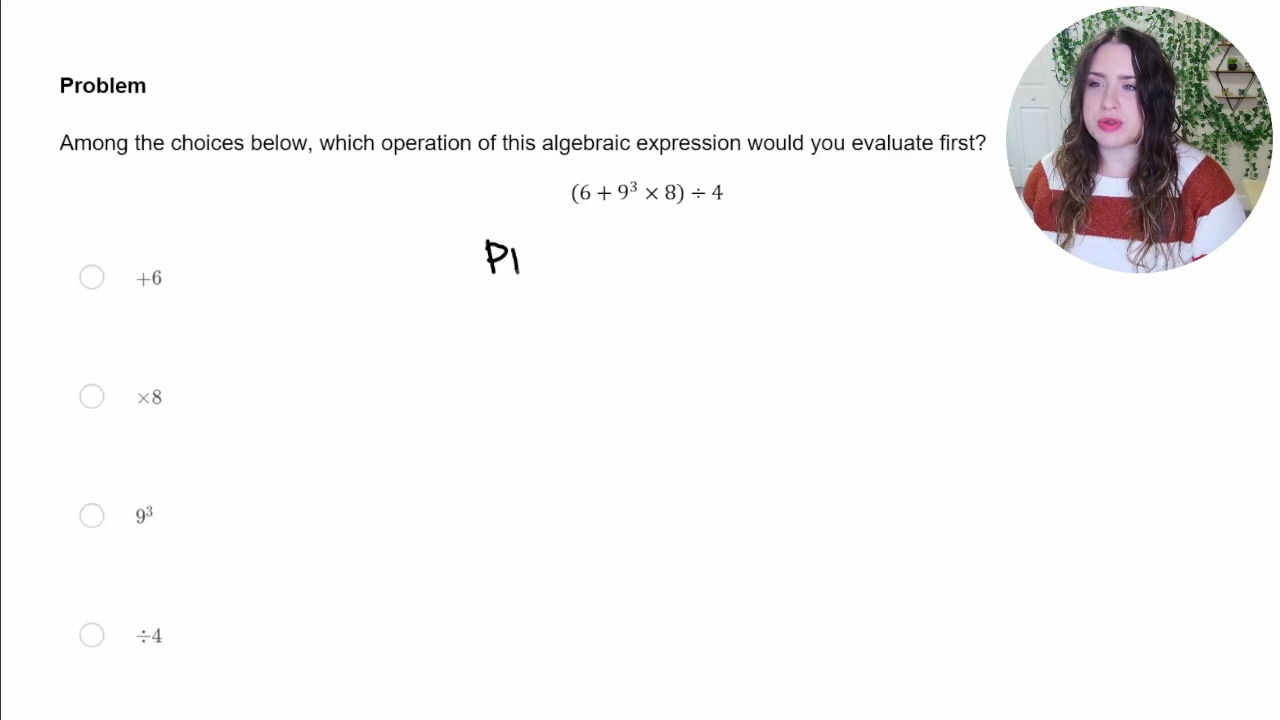 Problem
Among the choices below, which operation of this algebraic expression would you evaluate first?
(6 + 9³ × 8) ÷ 4
PI
+6
×8
9³
÷4